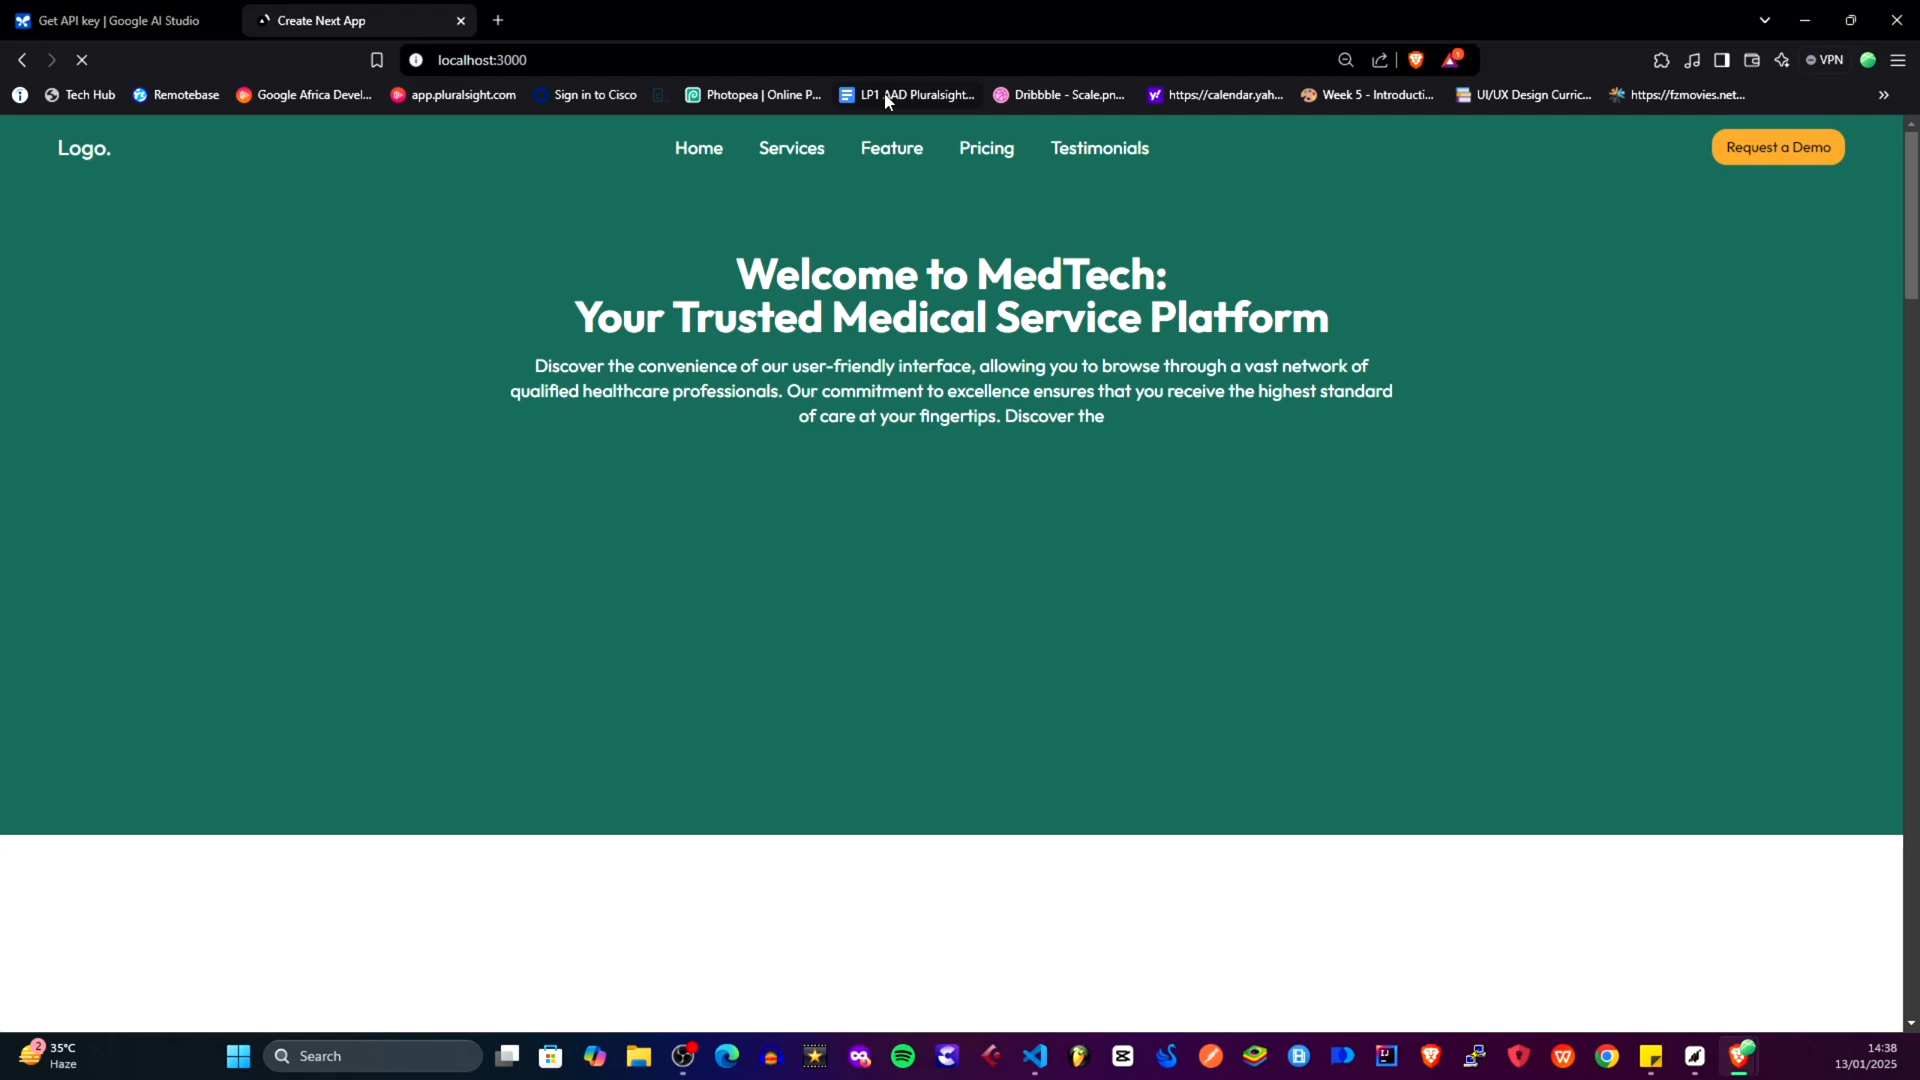 Get API key | Google AI Studio
Create Next App
localhost:3000
1
VPN
Tech Hub
Remotebase
Google Africa Devel...
app.pluralsight.com
Sign in to Cisco
Photopea | Online P...
LP1 AAD Pluralsight...
Dribbble - Scale.pn...
https://calendar.yah...
Week 5 - Introducti...
UI/UX Design Curric...
https://fzmovies.net...
Logo.
Home
Services
Feature
Pricing
Testimonials
Request a Demo
Welcome to MedTech:
Your Trusted Medical Service Platform
Discover the convenience of our user-friendly interface, allowing you to browse through a vast network of
qualified healthcare professionals. Our commitment to excellence ensures that you receive the highest standard
of care at your fingertips. Discover the
2
35°C
Haze
Search
14:38
13/01/2025